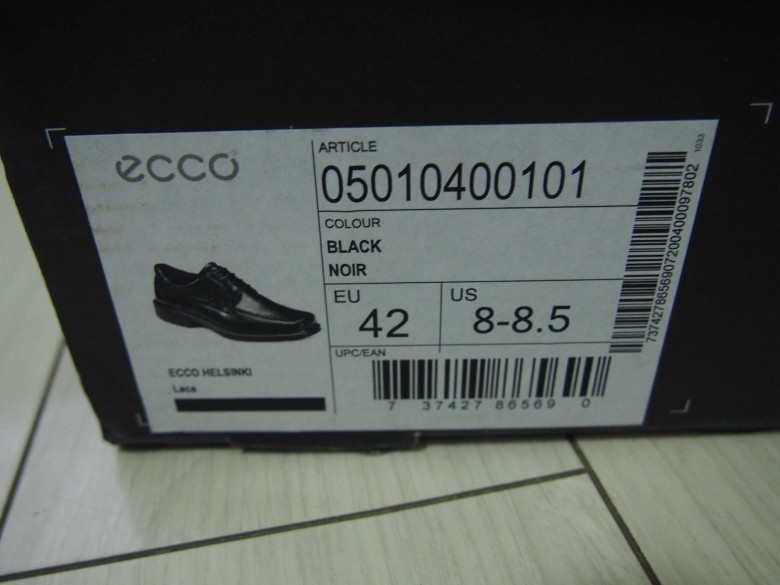 ecco
ARTICLE
05010400101
COLOUR
BLACK
NOIR
EU
42
US
8-8.5
UPC/EAN
7 37427 86569 0
ECCO HELSINKI
Lace
7374278656907200400097802
1033